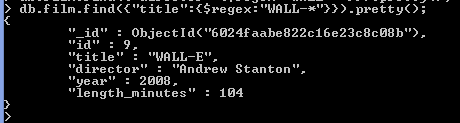 > db.film.find({"title":{$regex:"WALL-*"}}).pretty();
{
"_id" : ObjectId("6024faabe822c16e23c8c08b"),
"id" : 9,
"title" : "WALL-E",
"director" : "Andrew Stanton",
"year" : 2008,
"length_minutes" : 104
}
>